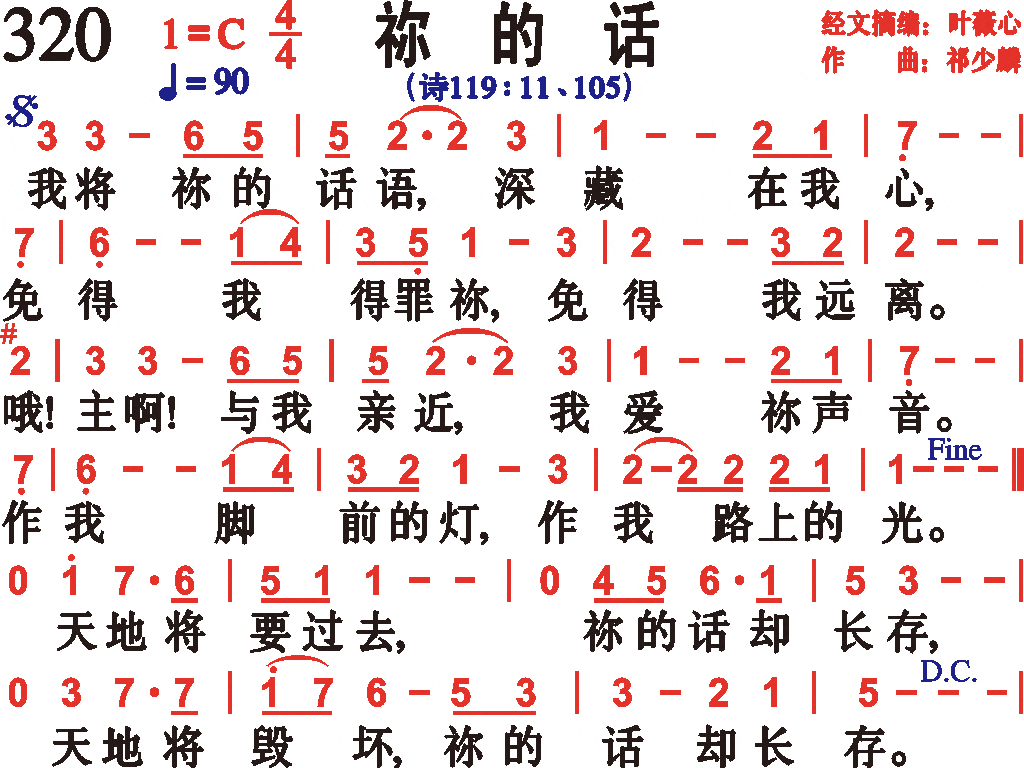 320 1=C 4/4 祢的话 经文摘编：叶薇心
♩=90 (诗119:11、105) 作 曲：祁少麟
𝄋 3 3 - 6 5 | 5 2·2 3 | 1 - - 2 1 | 7 - - |
我将 祢的 话语, 深 藏 在我 心,
7 | 6 - - 1 4 | 3 5 1 - 3 | 2 - - 3 2 | 2 - - |
免 得 我 得罪祢, 免 得 我远 离。
#2 | 3 3 - 6 5 | 5 2·2 3 | 1 - - 2 1 | 7 - - |
哦! 主啊! 与我 亲近, 我 爱 祢声 音。
Fine
7 | 6 - - 1 4 | 3 2 1 - 3 | 2-2 2 2 1 | 1 - - - ‖
作 我 脚 前的灯, 作 我 路上的 光。
0 1 7·6 | 5 1 1 - - | 0 4 5 6·1 | 5 3 - - |
天地将 要过去, 祢的话却 长存,
D.C.
0 3 7·7 | 1 7 6 - 5 3 | 3 - 2 1 | 5 - - - |
天地将 毁 坏, 祢的 话 却长 存。